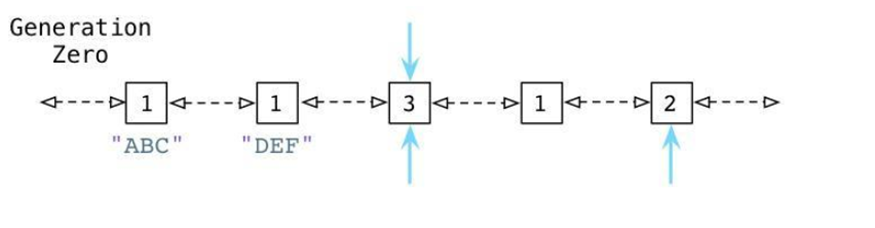 Generation
Zero
1 1 3 1 2
"ABC" "DEF"